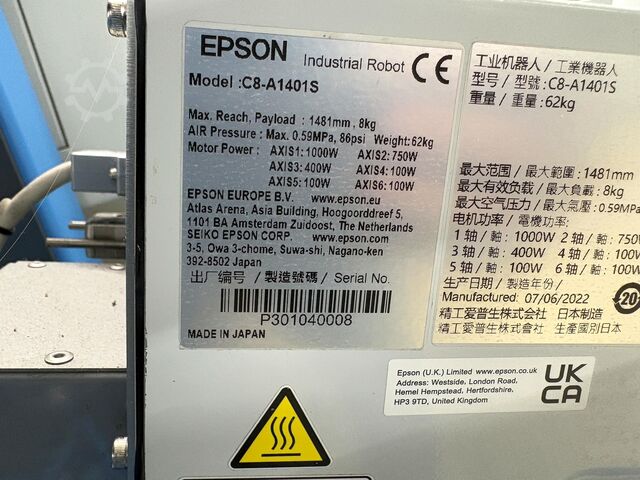 EPSON Industrial Robot CE
Model :C8-A1401S
Max. Reach, Payload : 1481mm , 8kg
AIR Pressure : Max. 0.59MPa, 86psi Weight:62kg
Motor Power : AXIS1: 1000W AXIS2: 750W
AXIS3: 400W AXIS4: 100W
AXIS5: 100W AXIS6: 100W
EPSON EUROPE B.V. www.epson.eu
Atlas Arena, Asia Building, Hoogoorddreef 5,
1101 BA Amsterdam Zuidoost, The Netherlands
SEIKO EPSON CORP. www.epson.com
3-5, Owa 3-chome, Suwa-shi, Nagano-ken
392-8502 Japan
出厂编号 / 製造號碼 / Serial No.
P301040008
MADE IN JAPAN
工业机器人 / 工業機器人
型号 / 型號 : C8-A1401S
重量 / 重量 : 62kg
最大范围 / 最大範圍 : 1481mm
最大有效负载 / 最大負載 : 8kg
最大空气压力 / 最大氣壓 : 0.59MPa
电机功率 / 電機功率:
1 轴 / 軸 : 1000W 2 轴 / 軸 : 750W
3 轴 / 軸 : 400W 4 轴 / 軸 : 100W
5 轴 / 軸 : 100W 6 轴 / 軸 : 100W
生产日期 / 製造年份 /
Manufactured 07/06/2022
20
精工爱普生株式会社 日本制造
精工愛普生株式會社 生產國別日本
Epson (U.K.) Limited www.epson.co.uk
Address: Westside, London Road,
Hemel Hempstead, Hertfordshire,
HP3 9TD, United Kingdom
UK
CA